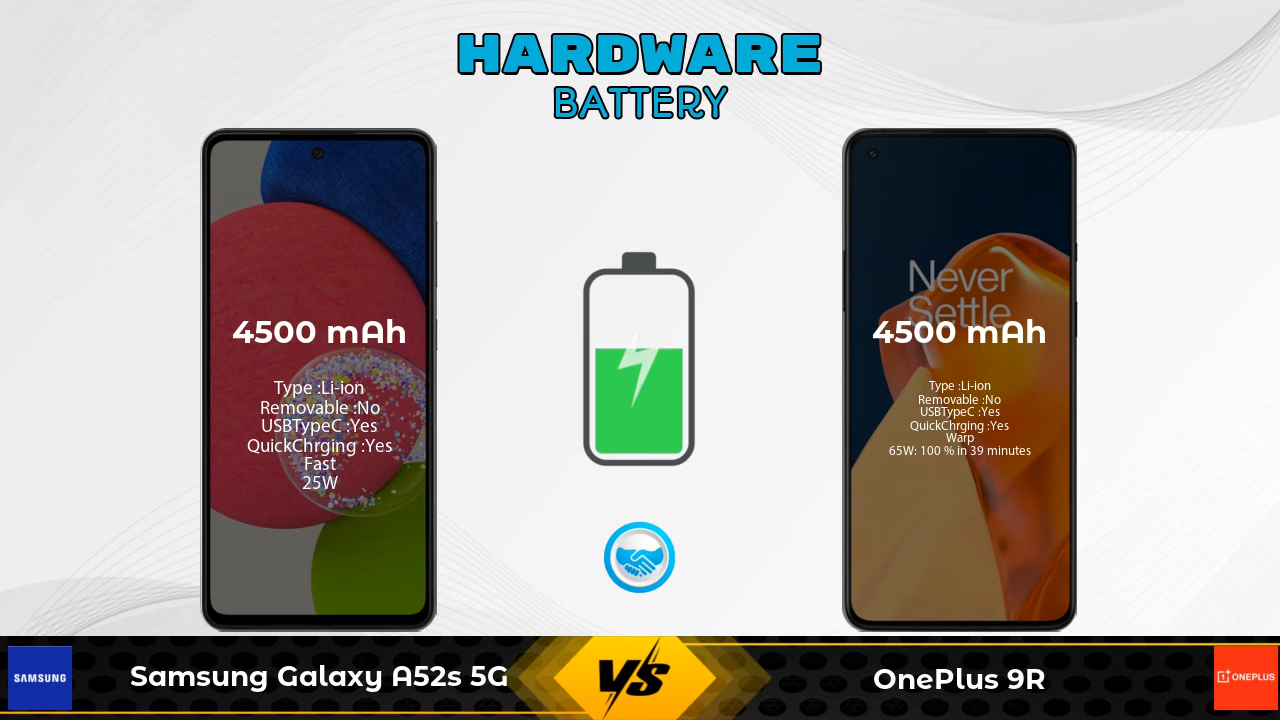 HARDWARE
BATTERY
4500 mAh
Type :Li-ion
Removable :No
USBTypeC :Yes
QuickChrging :Yes
Fast
25W
Never
Settle
4500 mAh
Type :Li-ion
Removable :No
USBTypeC :Yes
QuickChrging :Yes
Warp
65W: 100 % in 39 minutes
SAMSUNG
Samsung Galaxy A52s 5G
VS
OnePlus 9R
1+ ONEPLUS